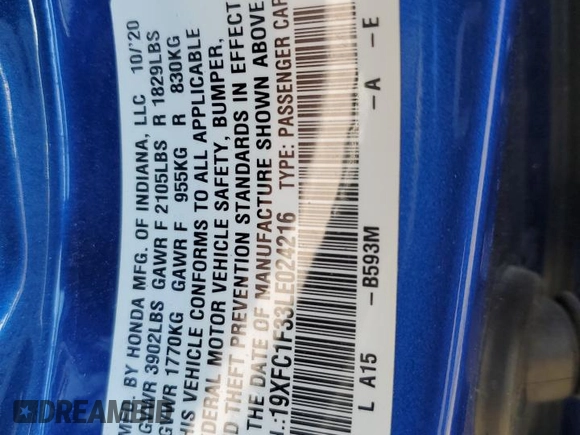 MFD BY HONDA MFG. OF INDIANA, LLC 10/'20
GVWR 3902LBS GAWR F 2105LBS R 1829LBS
GVWR 1770KG GAWR F 955KG R 830KG
THIS VEHICLE CONFORMS TO ALL APPLICABLE
FEDERAL MOTOR VEHICLE SAFETY, BUMPER,
AND THEFT PREVENTION STANDARDS IN EFFECT
THE DATE OF MANUFACTURE SHOWN ABOVE
.:19XFC1F33LE024216 TYPE: PASSENGER CAR
L A15 -B593M -A -E
DREAMBID